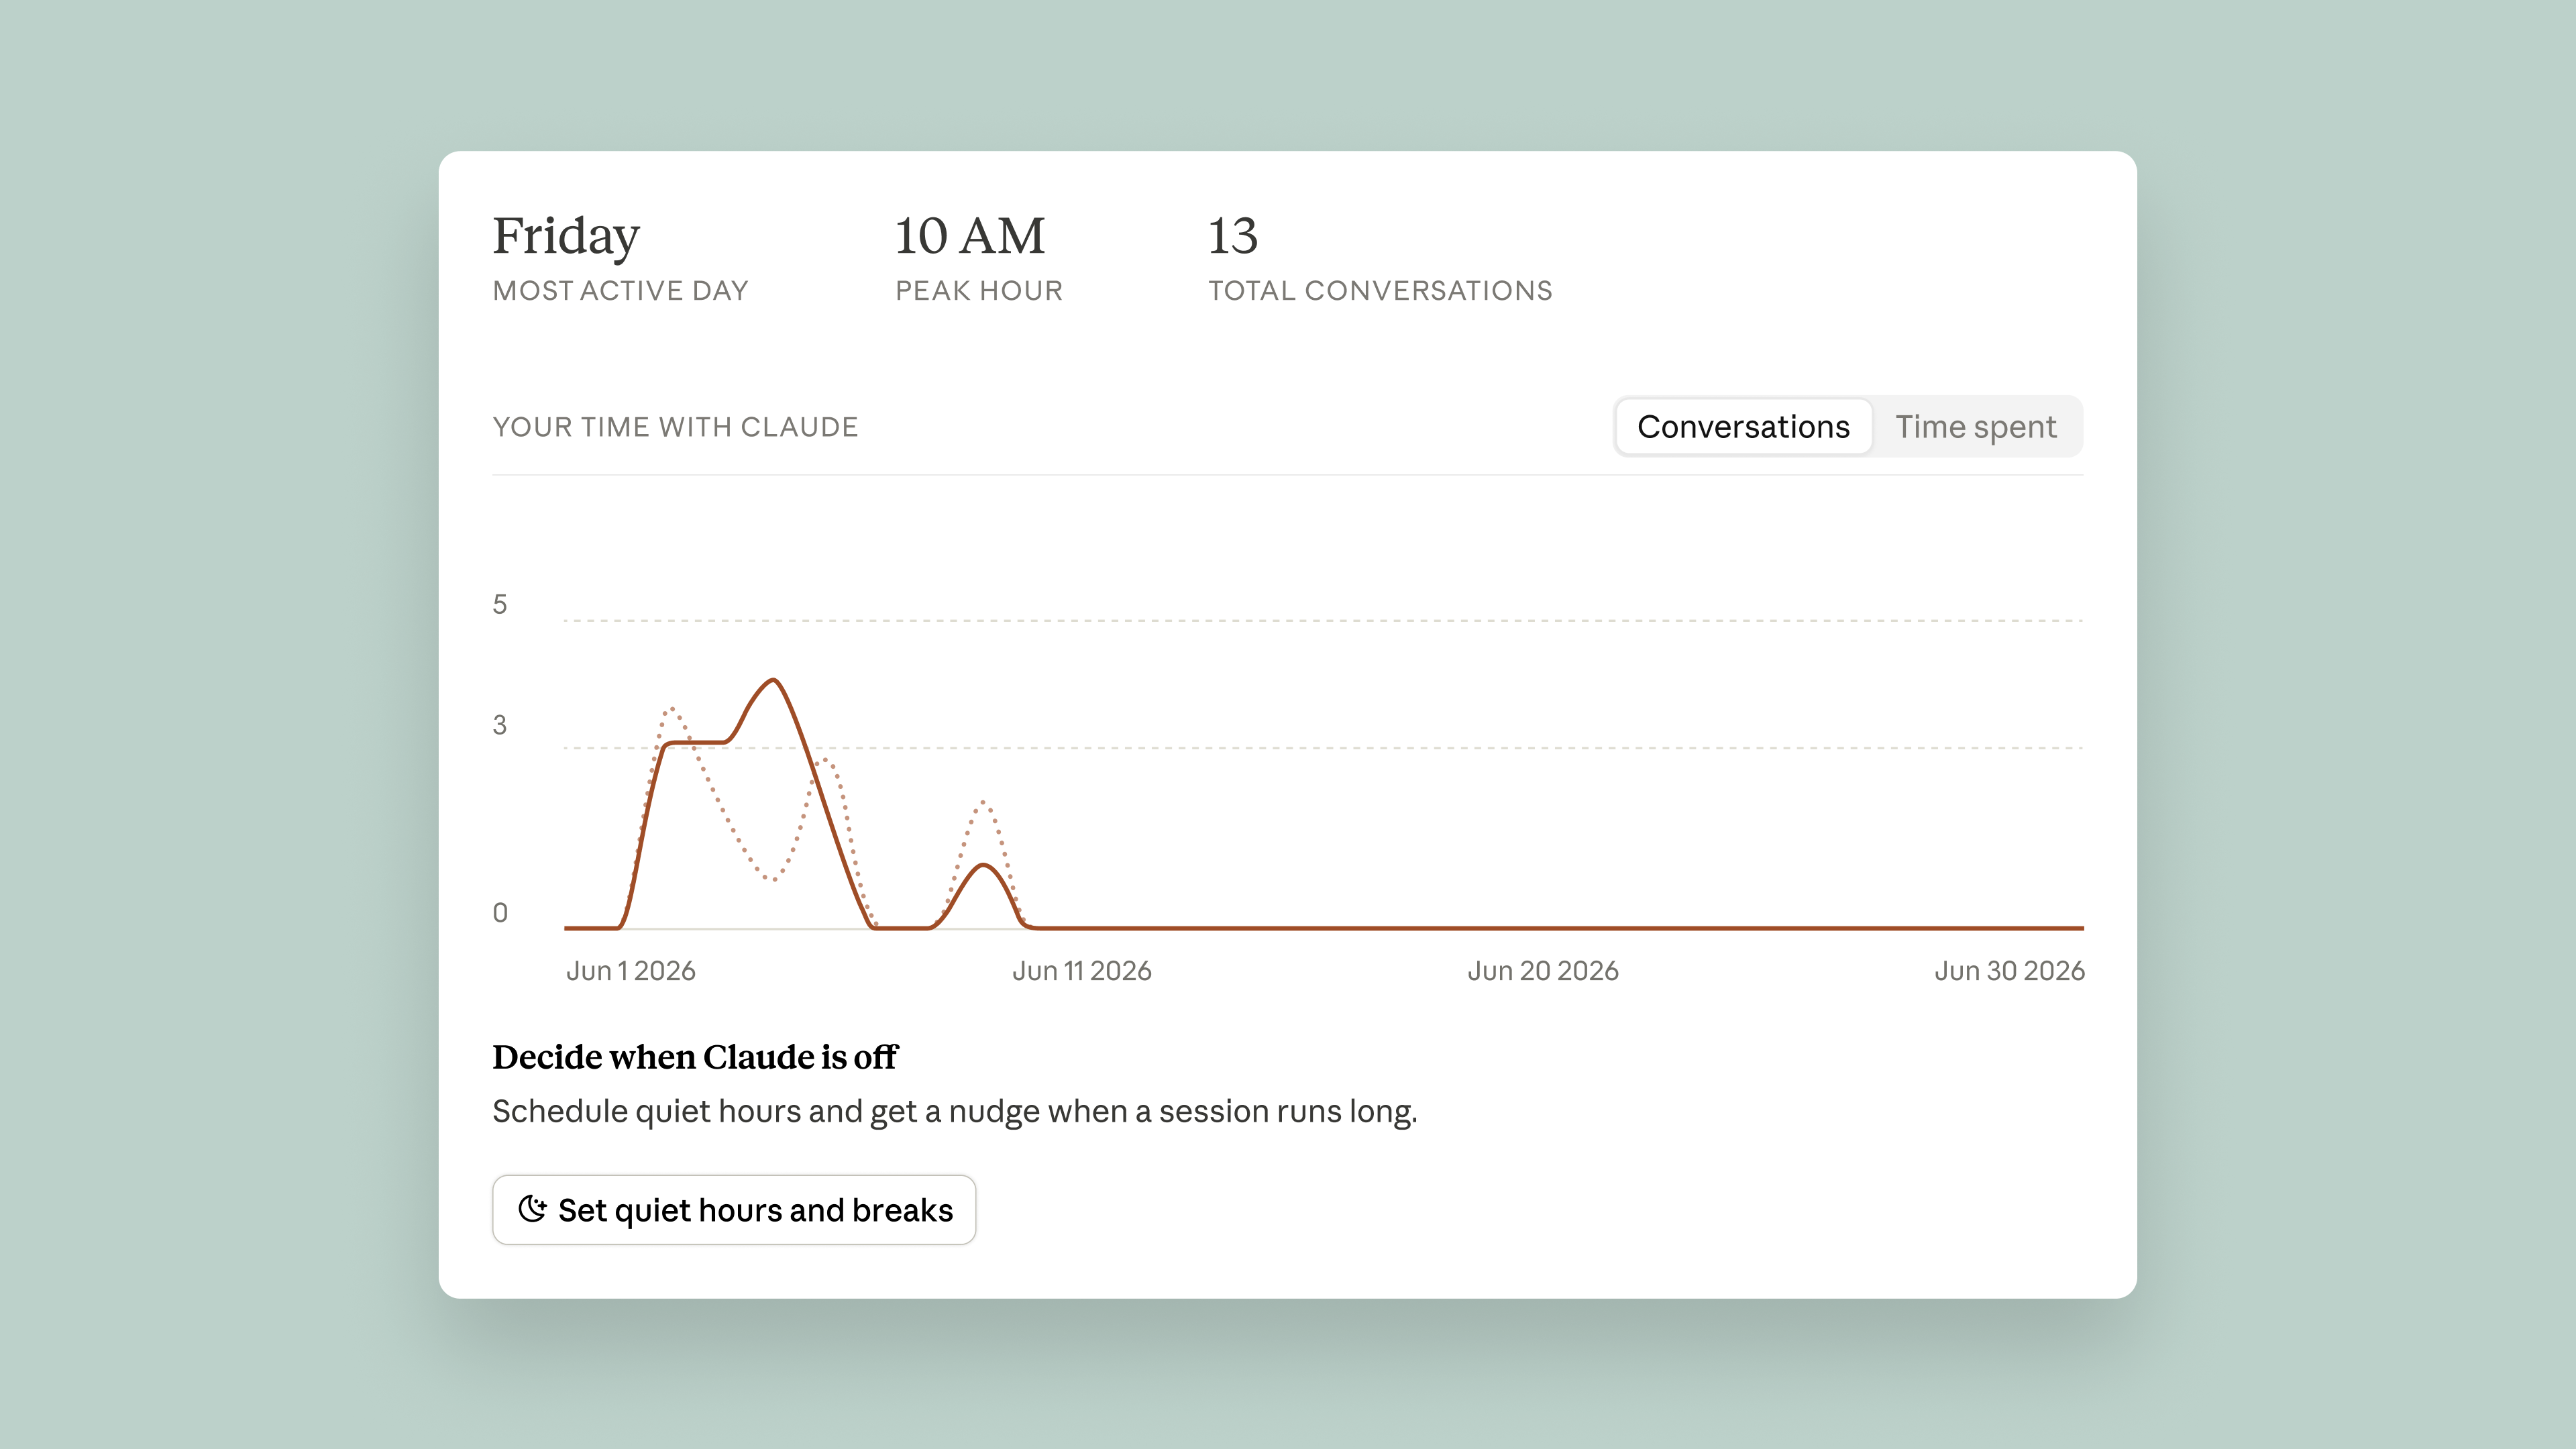 Friday
MOST ACTIVE DAY
10 AM
PEAK HOUR
13
TOTAL CONVERSATIONS
YOUR TIME WITH CLAUDE
Conversations
Time spent
5
3
0
Jun 1 2026
Jun 11 2026
Jun 20 2026
Jun 30 2026
Decide when Claude is off
Schedule quiet hours and get a nudge when a session runs long.
Set quiet hours and breaks